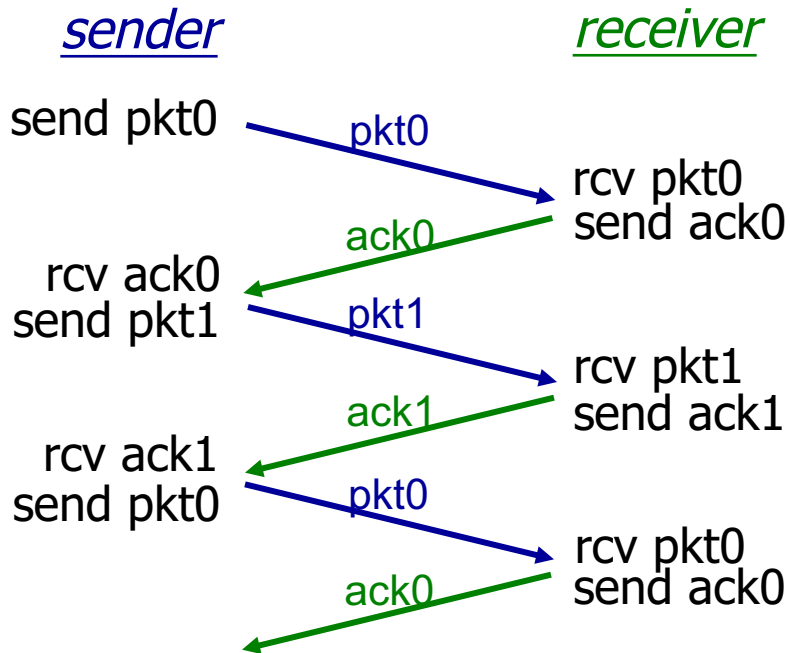 sender
receiver
send pkt0
pkt0
rcv pkt0
send ack0
ack0
rcv ack0
send pkt1
pkt1
rcv pkt1
send ack1
ack1
rcv ack1
send pkt0
pkt0
rcv pkt0
send ack0
ack0